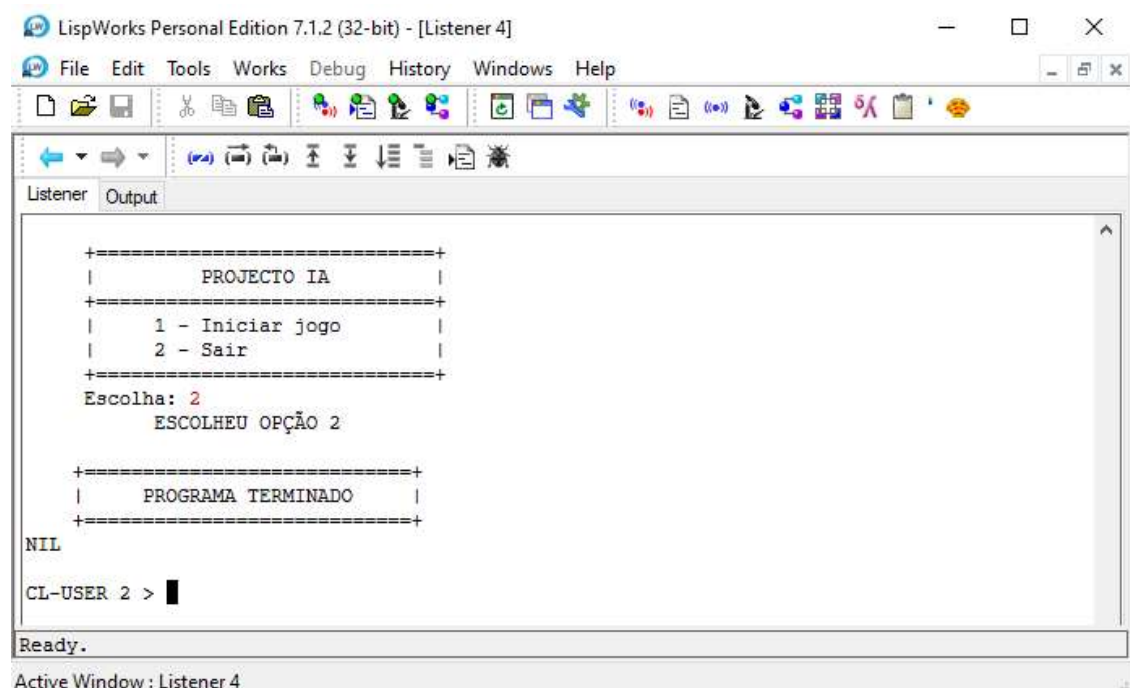 LispWorks Personal Edition 7.1.2 (32-bit) - [Listener 4]
File Edit Tools Works Debug History Windows Help
Listener Output
+=============================+
| PROJECTO IA |
+=============================+
| 1 - Iniciar jogo |
| 2 - Sair |
+=============================+
Escolha: 2
ESCOLHEU OPÇÃO 2
+============================+
| PROGRAMA TERMINADO |
+============================+
NIL
CL-USER 2 >
Ready.
Active Window : Listener 4